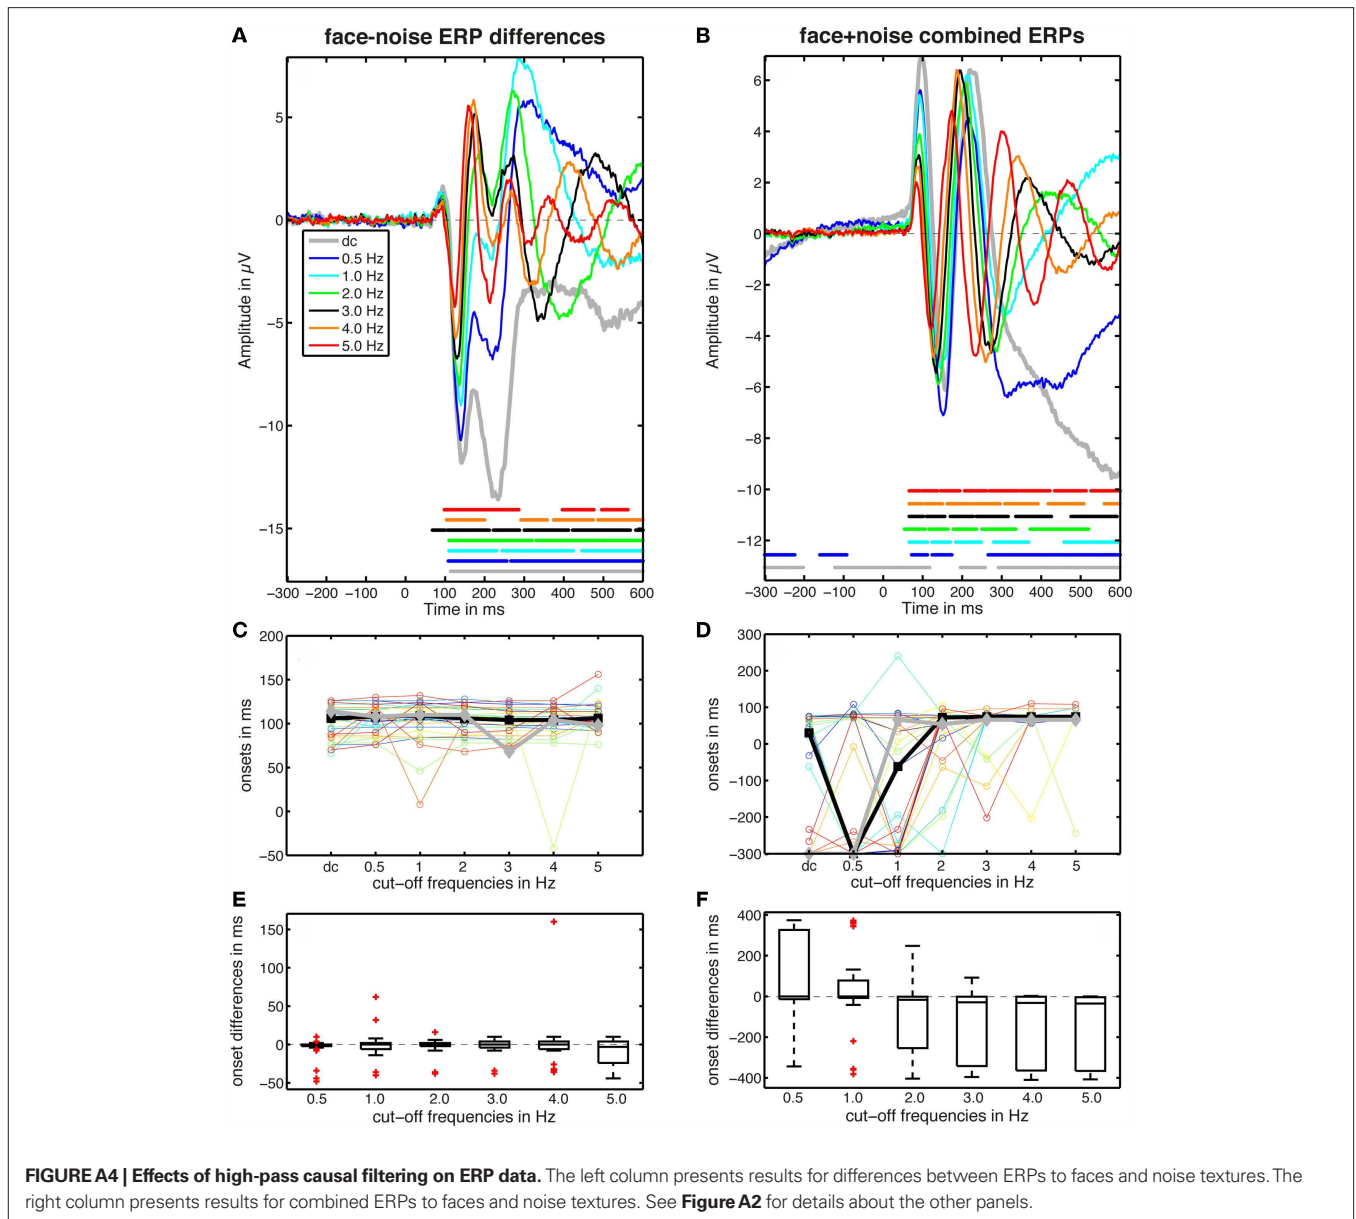 A face-noise ERP differences
B face+noise combined ERPs
Amplitude in µV
5
0
−5
−10
−15
dc
0.5 Hz
1.0 Hz
2.0 Hz
3.0 Hz
4.0 Hz
5.0 Hz
−300 −200 −100 0 100 200 300 400 500 600
Time in ms
Amplitude in µV
6
4
2
0
−2
−4
−6
−8
−10
−12
−300 −200 −100 0 100 200 300 400 500 600
Time in ms
C
onsets in ms
200
150
100
50
0
−50
dc 0.5 1 2 3 4 5
cut−off frequencies in Hz
D
onsets in ms
300
200
100
0
−100
−200
−300
dc 0.5 1 2 3 4 5
cut−off frequencies in Hz
E
onset differences in ms
150
100
50
0
−50
0.5 1.0 2.0 3.0 4.0 5.0
cut−off frequencies in Hz
F
onset differences in ms
400
200
0
−200
−400
0.5 1.0 2.0 3.0 4.0 5.0
cut−off frequencies in Hz
FIGURE A4 | Effects of high-pass causal filtering on ERP data. The left column presents results for differences between ERPs to faces and noise textures. The
right column presents results for combined ERPs to faces and noise textures. See Figure A2 for details about the other panels.